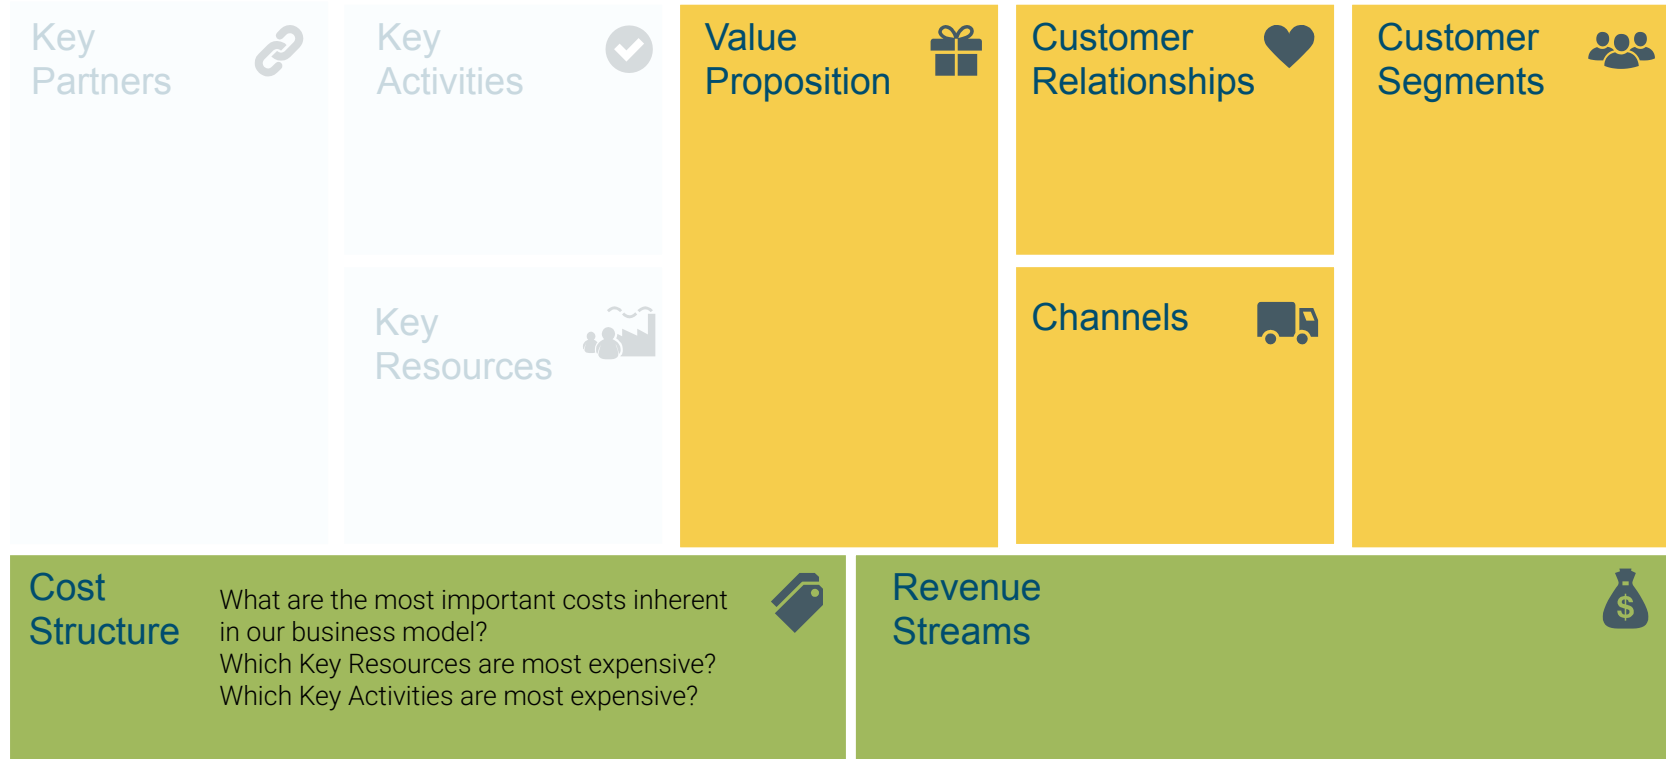 Key
Partners
Key
Activities
Key
Resources
Value
Proposition
Customer
Relationships
Channels
Customer
Segments
Cost
Structure
What are the most important costs inherent
in our business model?
Which Key Resources are most expensive?
Which Key Activities are most expensive?
Revenue
Streams
$